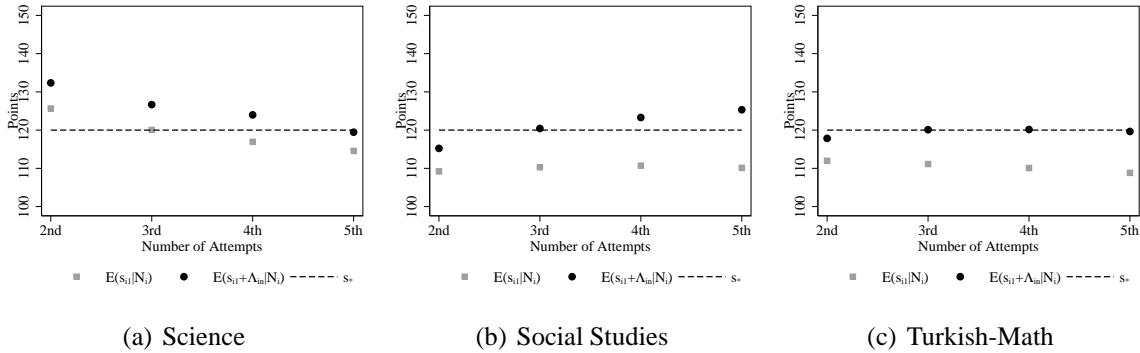 150
140
130
120
110
100
Points
2nd 3rd 4th 5th
Number of Attempts
E(sᵢ₁|Nᵢ) E(sᵢ₁+Λᵢₙ|Nᵢ) s*
(a) Science
150
140
130
120
110
100
Points
2nd 3rd 4th 5th
Number of Attempts
E(sᵢ₁|Nᵢ) E(sᵢ₁+Λᵢₙ|Nᵢ) s*
(b) Social Studies
150
140
130
120
110
100
Points
2nd 3rd 4th 5th
Number of Attempts
E(sᵢ₁|Nᵢ) E(sᵢ₁+Λᵢₙ|Nᵢ) s*
(c) Turkish-Math